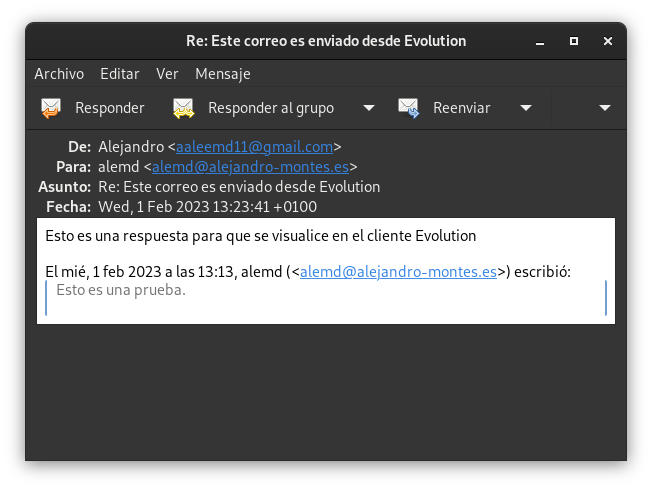 Re: Este correo es enviado desde Evolution
Archivo Editar Ver Mensaje
Responder Responder al grupo Reenviar
De: Alejandro <aaleemd11@gmail.com>
Para: alemd <alemd@alejandro-montes.es>
Asunto: Re: Este correo es enviado desde Evolution
Fecha: Wed, 1 Feb 2023 13:23:41 +0100
Esto es una respuesta para que se visualice en el cliente Evolution
El mié, 1 feb 2023 a las 13:13, alemd (<alemd@alejandro-montes.es>) escribió:
Esto es una prueba.